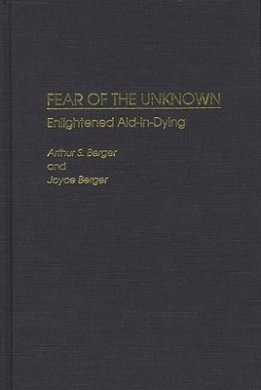 FEAR OF THE UNKNOWN
Enlightened Aid-in-Dying
Arthur S. Berger
and
Joyce Berger